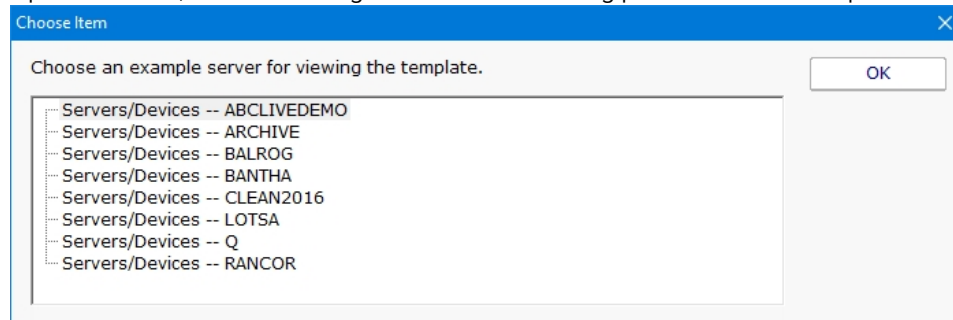 Choose Item
Choose an example server for viewing the template.
OK
Servers/Devices -- ABCLIVEDEMO
Servers/Devices -- ARCHIVE
Servers/Devices -- BALROG
Servers/Devices -- BANTHA
Servers/Devices -- CLEAN2016
Servers/Devices -- LOTSA
Servers/Devices -- Q
Servers/Devices -- RANCOR